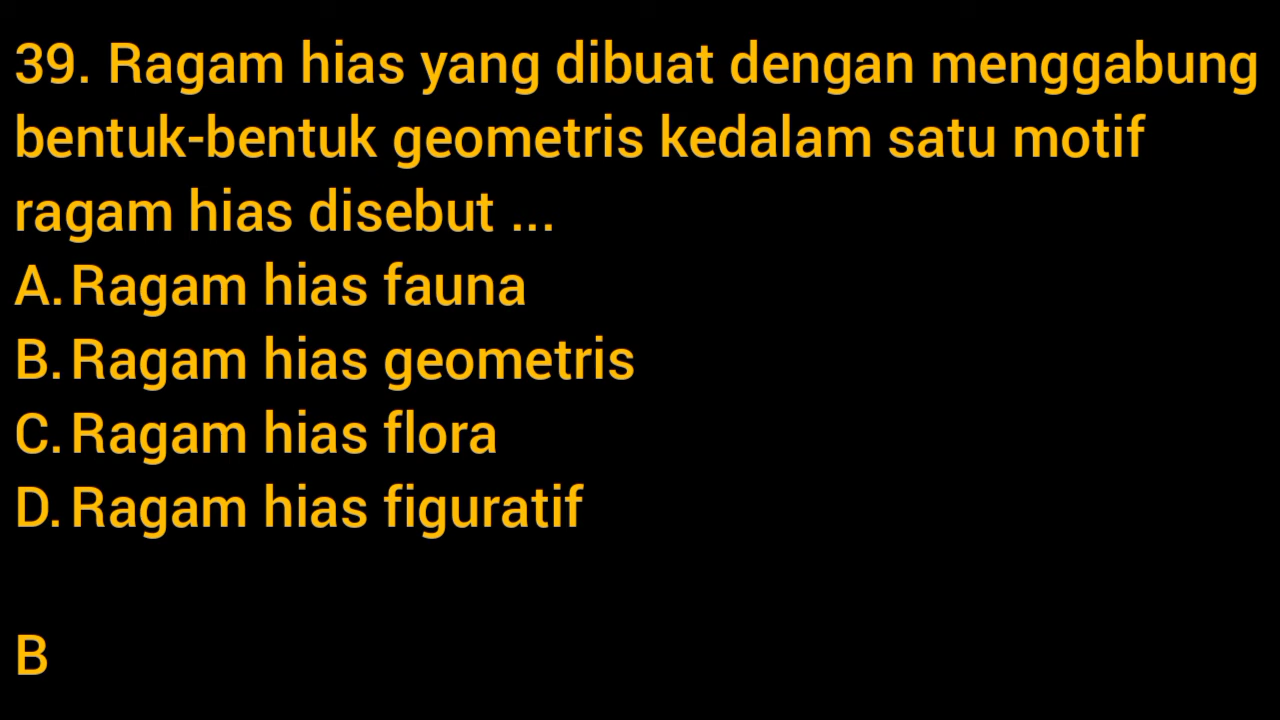 39. Ragam hias yang dibuat dengan menggabung
bentuk-bentuk geometris kedalam satu motif
ragam hias disebut ...
A. Ragam hias fauna
B. Ragam hias geometris
C. Ragam hias flora
D. Ragam hias figuratif
B